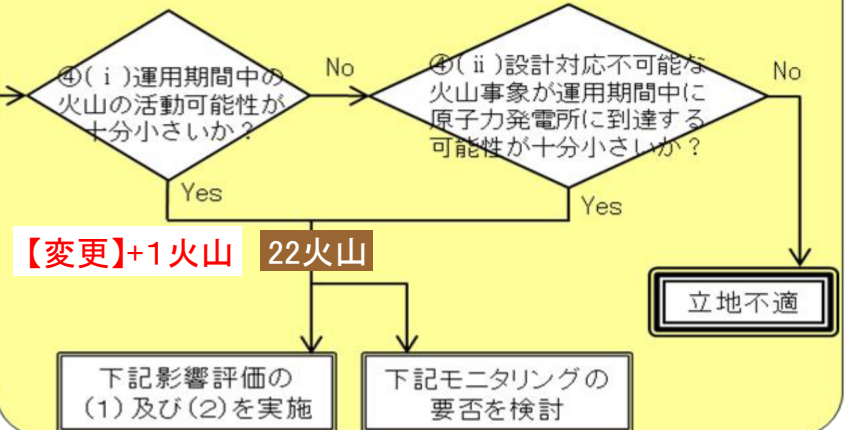 ④(ⅰ)運用期間中の
火山の活動可能性が
十分小さいか？
No
④(ⅱ)設計対応不可能な
火山事象が運用期間中に
原子力発電所に到達する
可能性が十分小さいか？
No
Yes
Yes
【変更】+１火山
22火山
立地不適
下記影響評価の
(1)及び(2)を実施
下記モニタリングの
要否を検討